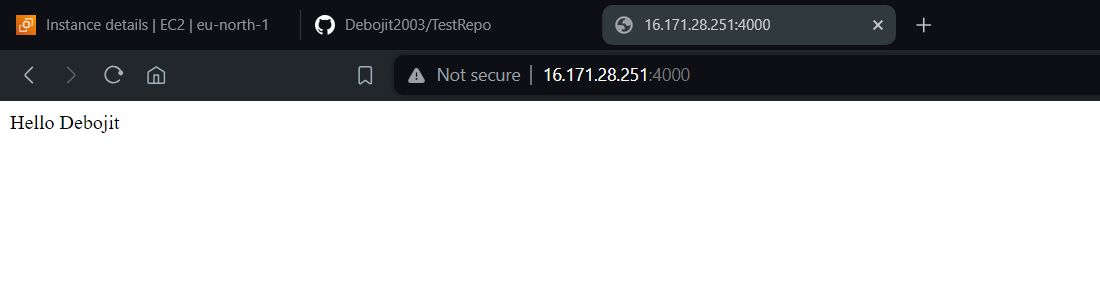 Instance details | EC2 | eu-north-1
Debojit2003/TestRepo
16.171.28.251:4000
Not secure
16.171.28.251:4000
Hello Debojit